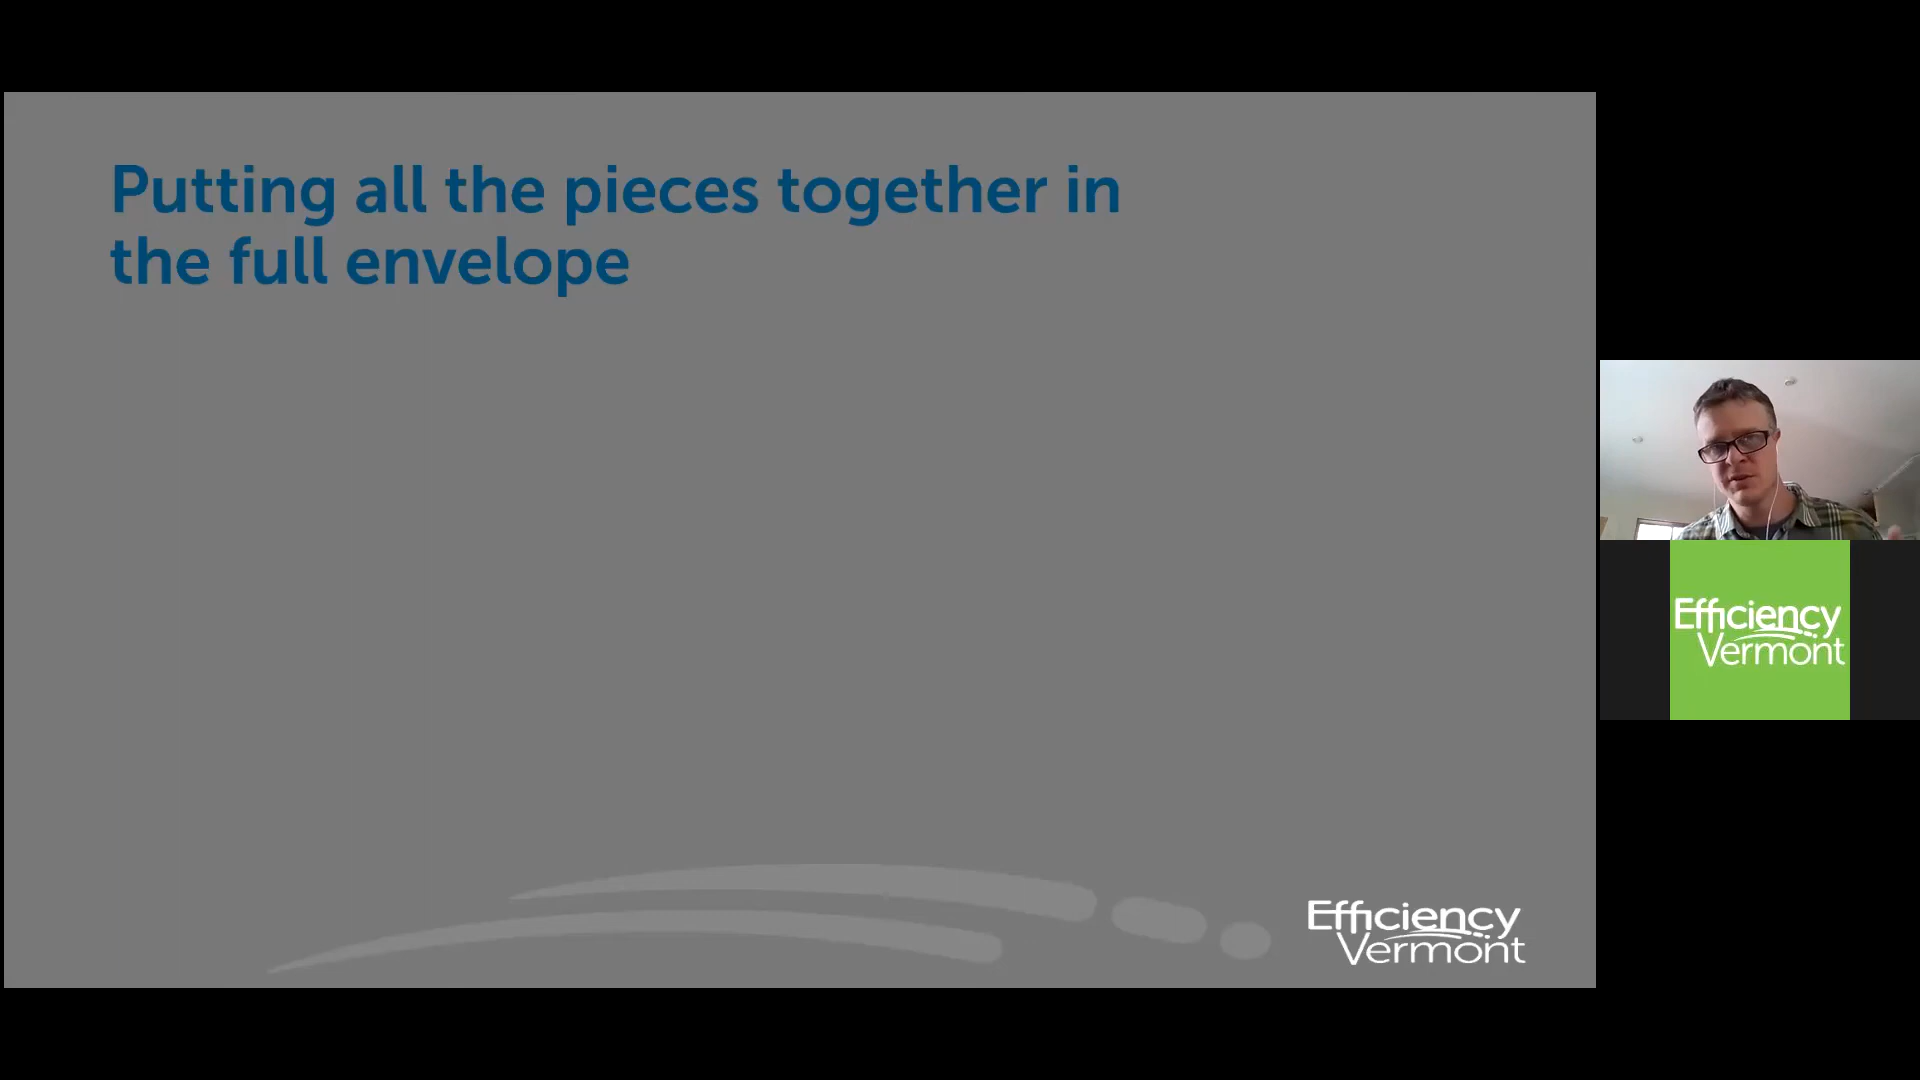 Putting all the pieces together in
the full envelope
Efficiency
Vermont
Efficiency
Vermont